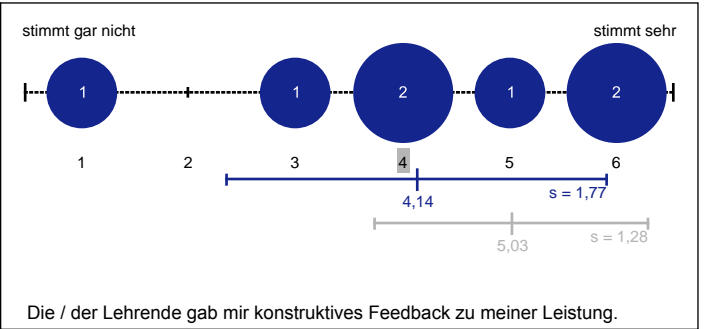 stimmt gar nicht stimmt sehr
1 1 2 1 2
1 2 3 4 5 6
4,14 s = 1,77
5,03 s = 1,28
Die / der Lehrende gab mir konstruktives Feedback zu meiner Leistung.